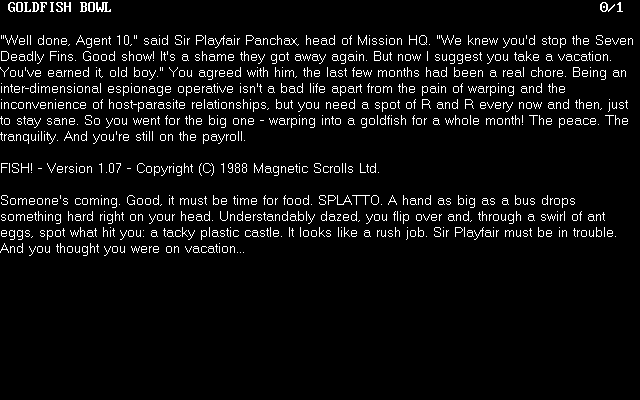 GOLDFISH BOWL 0/1
"Well done, Agent 10," said Sir Playfair Panchax, head of Mission HQ. "We knew you'd stop the Seven
Deadly Fins. Good show! It's a shame they got away again. But now I suggest you take a vacation.
You've earned it, old boy." You agreed with him, the last few months had been a real chore. Being an
inter-dimensional espionage operative isn't a bad life apart from the pain of warping and the
inconvenience of host-parasite relationships, but you need a spot of R and R every now and then, just
to stay sane. So you went for the big one - warping into a goldfish for a whole month! The peace. The
tranquility. And you're still on the payroll.
FISH! - Version 1.07 - Copyright (C) 1988 Magnetic Scrolls Ltd.
Someone's coming. Good, it must be time for food. SPLATTO. A hand as big as a bus drops
something hard right on your head. Understandably dazed, you flip over and, through a swirl of ant
eggs, spot what hit you: a tacky plastic castle. It looks like a rush job. Sir Playfair must be in trouble.
And you thought you were on vacation...